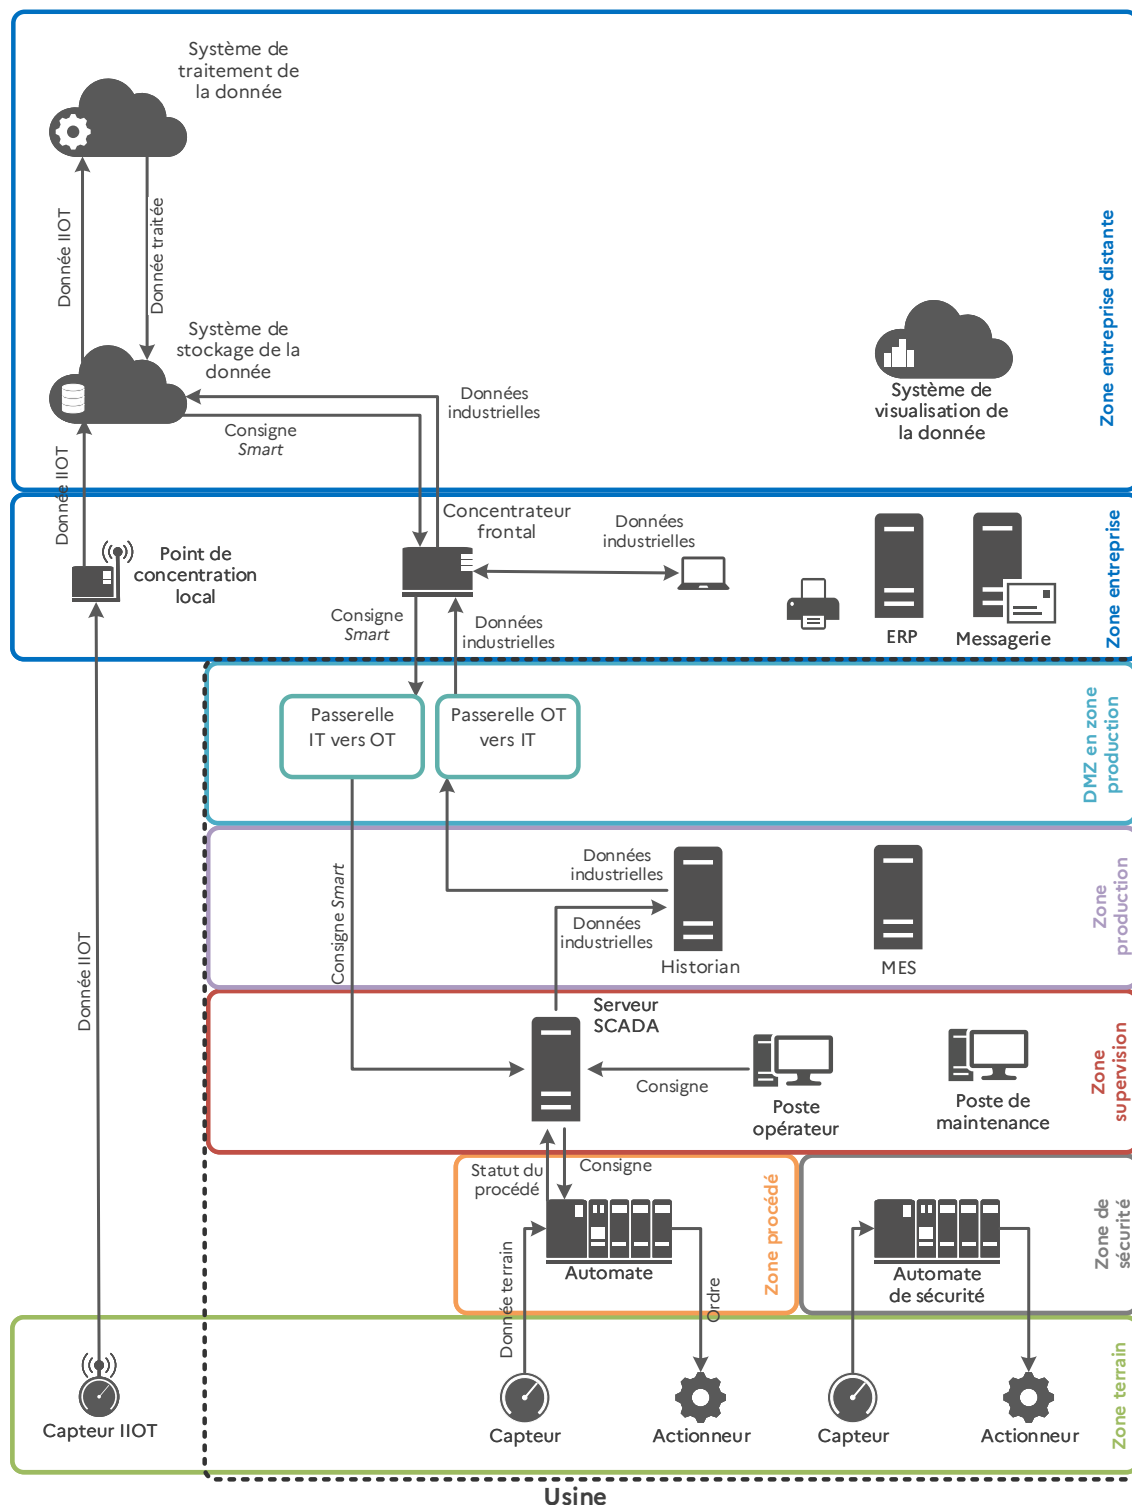 Système de
traitement de
la donnée
Donnée IIOT
Donnée traitée
Zone entreprise distante
Système de
stockage de la
donnée
Système de
visualisation de
la donnée
Données
industrielles
Consigne
Smart
Donnée IIOT
Concentrateur
frontal
Point de
concentration
local
Données
industrielles
Consigne
Smart
Données
industrielles
ERP
Messagerie
Zone entreprise
Passerelle
IT vers OT
Passerelle OT
vers IT
DMZ en zone
production
Données
industrielles
Consigne Smart
Données
industrielles
Historian
MES
Zone
production
Donnée IIOT
Serveur
SCADA
Consigne
Poste
opérateur
Poste de
maintenance
Zone
supervision
Statut du
procédé
Consigne
Automate
Donnée terrain
Ordre
Zone procédé
Automate
de sécurité
Zone de
sécurité
Capteur IIOT
Capteur
Actionneur
Capteur
Actionneur
Zone terrain
Usine